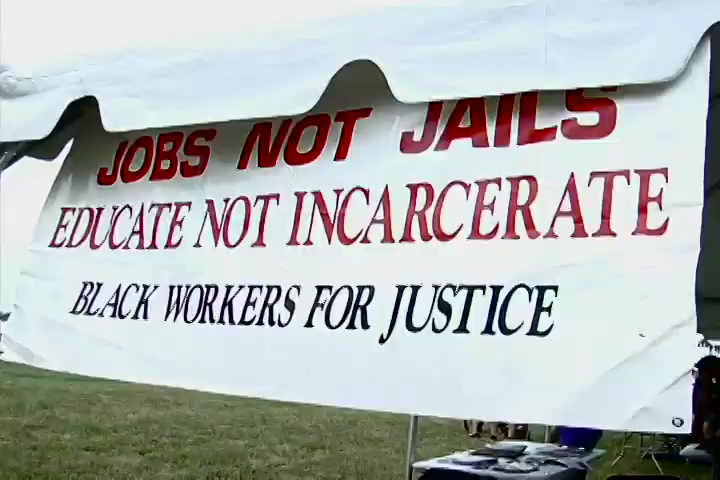 JOBS NOT JAILS
EDUCATE NOT INCARCERATE
BLACK WORKERS FOR JUSTICE